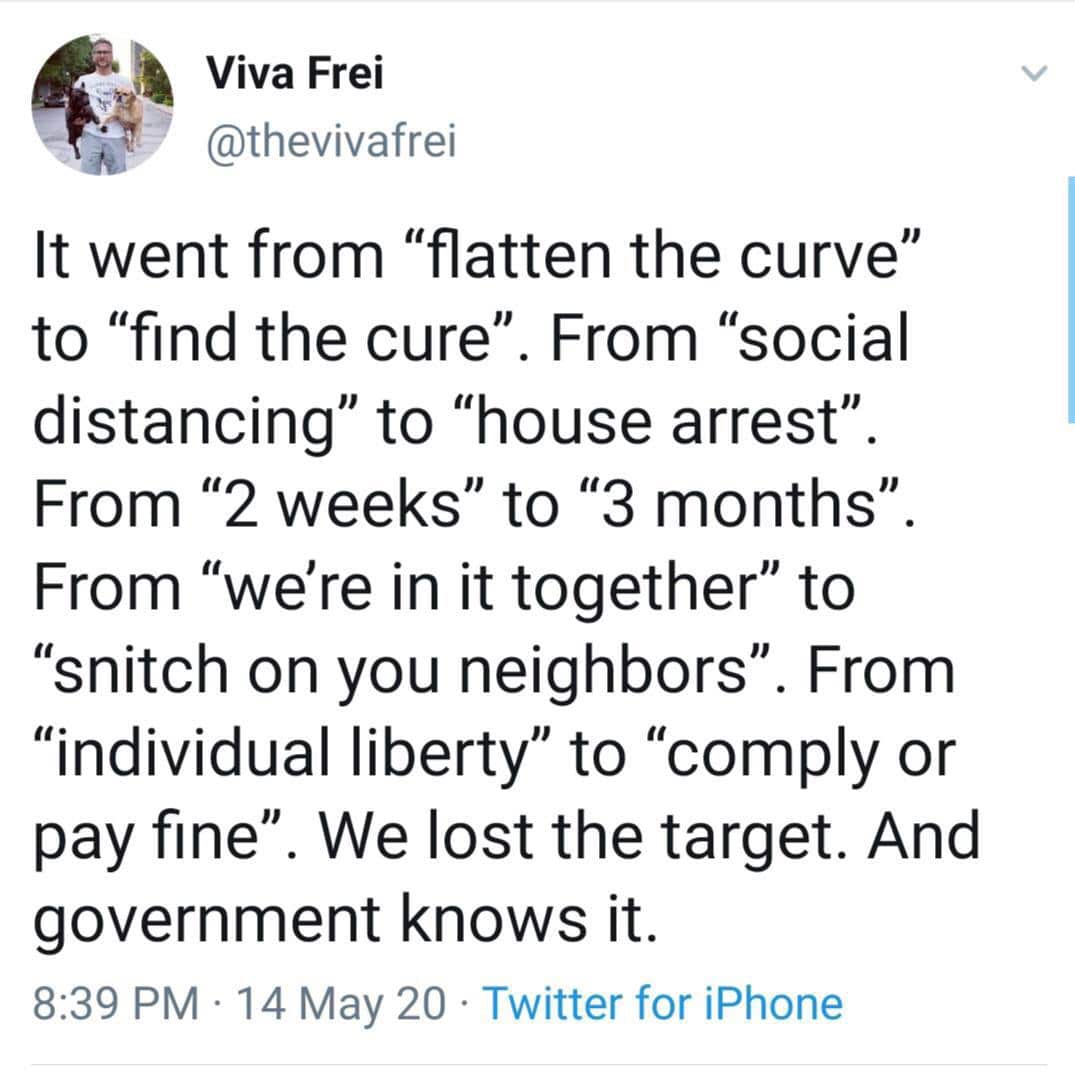 Viva Frei
@thevivafrei
It went from “flatten the curve”
to “find the cure”. From “social
distancing” to “house arrest”.
From “2 weeks” to “3 months”.
From “we’re in it together” to
“snitch on you neighbors”. From
“individual liberty” to “comply or
pay fine”. We lost the target. And
government knows it.
8:39 PM · 14 May 20 · Twitter for iPhone